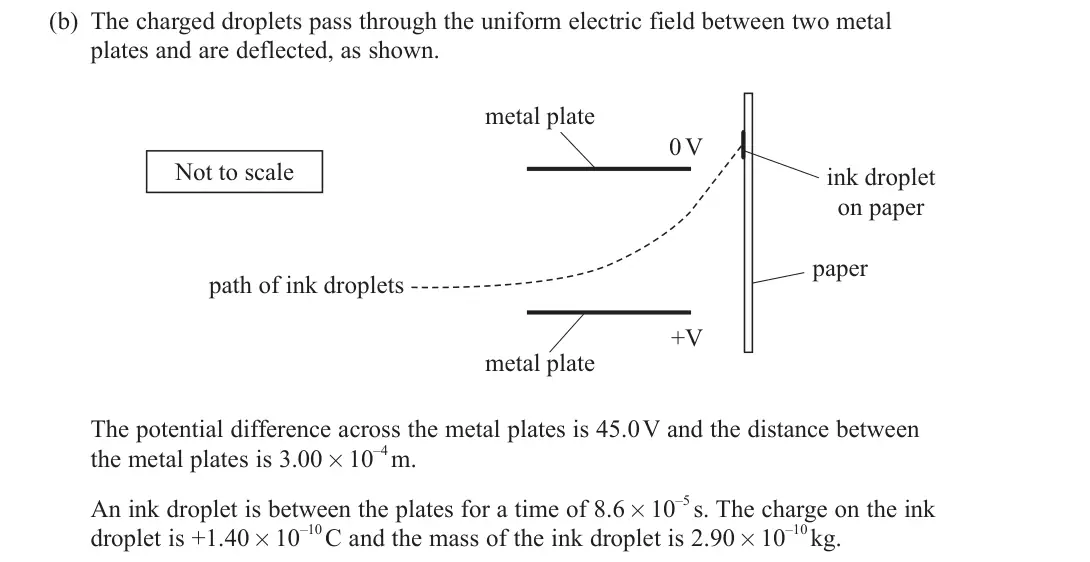 (b) The charged droplets pass through the uniform electric field between two metal
plates and are deflected, as shown.
metal plate
0 V
Not to scale
ink droplet
on paper
paper
path of ink droplets
+V
metal plate
The potential difference across the metal plates is 45.0 V and the distance between
the metal plates is 3.00 × 10⁻⁴ m.
An ink droplet is between the plates for a time of 8.6 × 10⁻⁵ s. The charge on the ink
droplet is +1.40 × 10⁻¹⁰ C and the mass of the ink droplet is 2.90 × 10⁻¹⁰ kg.